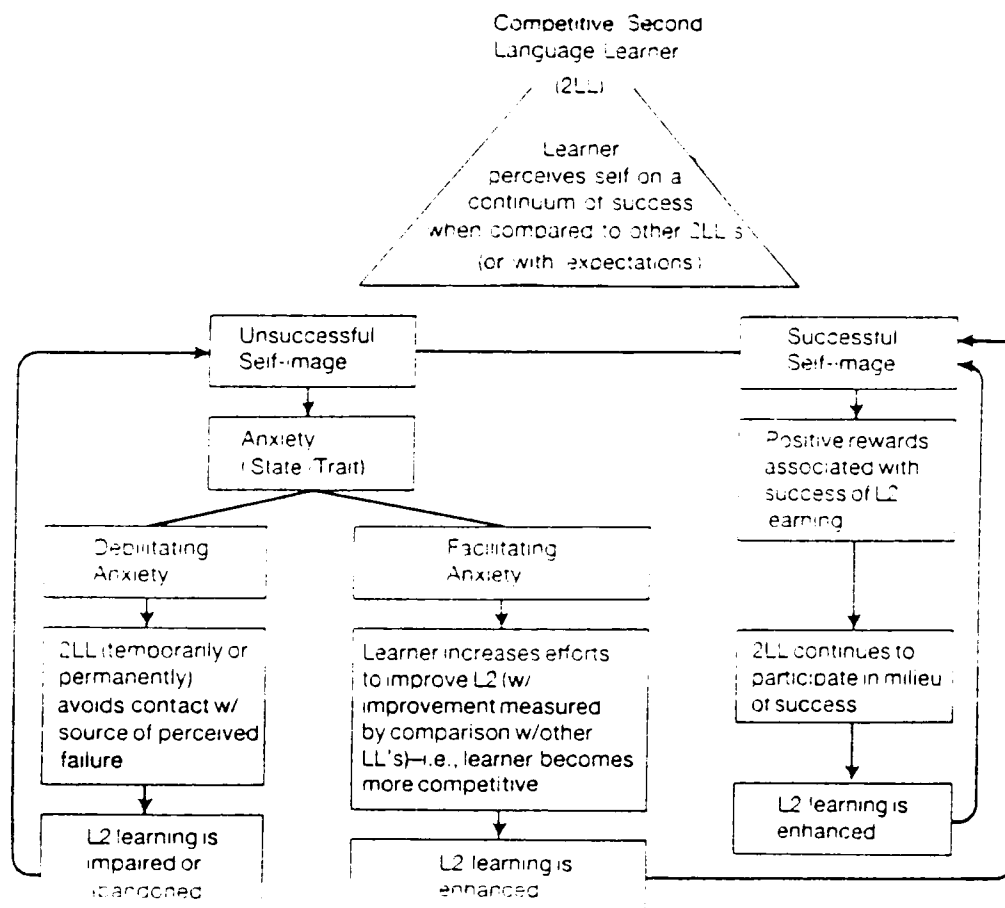 Competitive Second
Language Learner
(2LL)
Learner
perceives self on a
continuum of success
when compared to other 2LL's
(or with expectations)
Unsuccessful
Self-image
Successful
Self-image
Anxiety
(State/Trait)
Positive rewards
associated with
success of L2
learning
Debilitating
Anxiety
Facilitating
Anxiety
2LL (temporarily or
permanently)
avoids contact w/
source of perceived
failure
Learner increases efforts
to improve L2 (w/
improvement measured
by comparison w/other
LL's)—i.e., learner becomes
more competitive
2LL continues to
participate in milieu
of success
L2 learning is
enhanced
L2 learning is
impaired or
abandoned
L2 learning is
enhanced